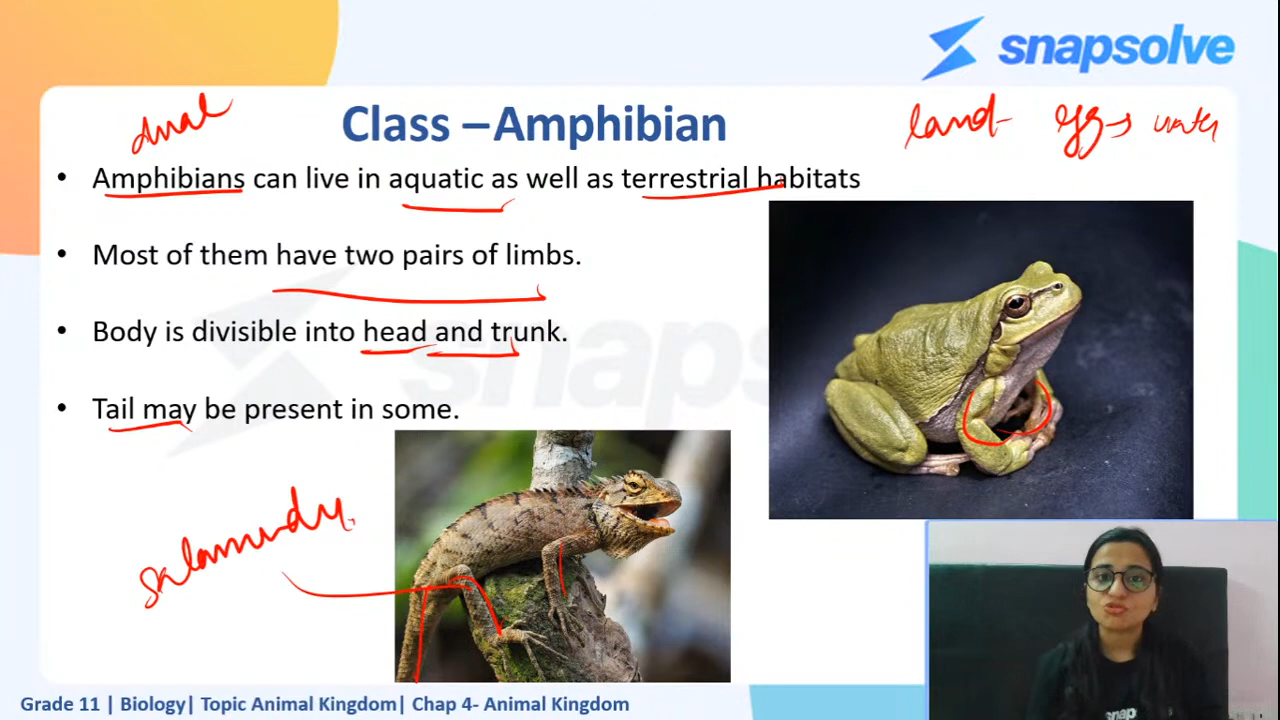 snapsolve
Dual
Class –Amphibian
land- egg→ water
• Amphibians can live in aquatic as well as terrestrial habitats
• Most of them have two pairs of limbs.
• Body is divisible into head and trunk.
• Tail may be present in some.
snapsolve
Grade 11 | Biology| Topic Animal Kingdom| Chap 4- Animal Kingdom